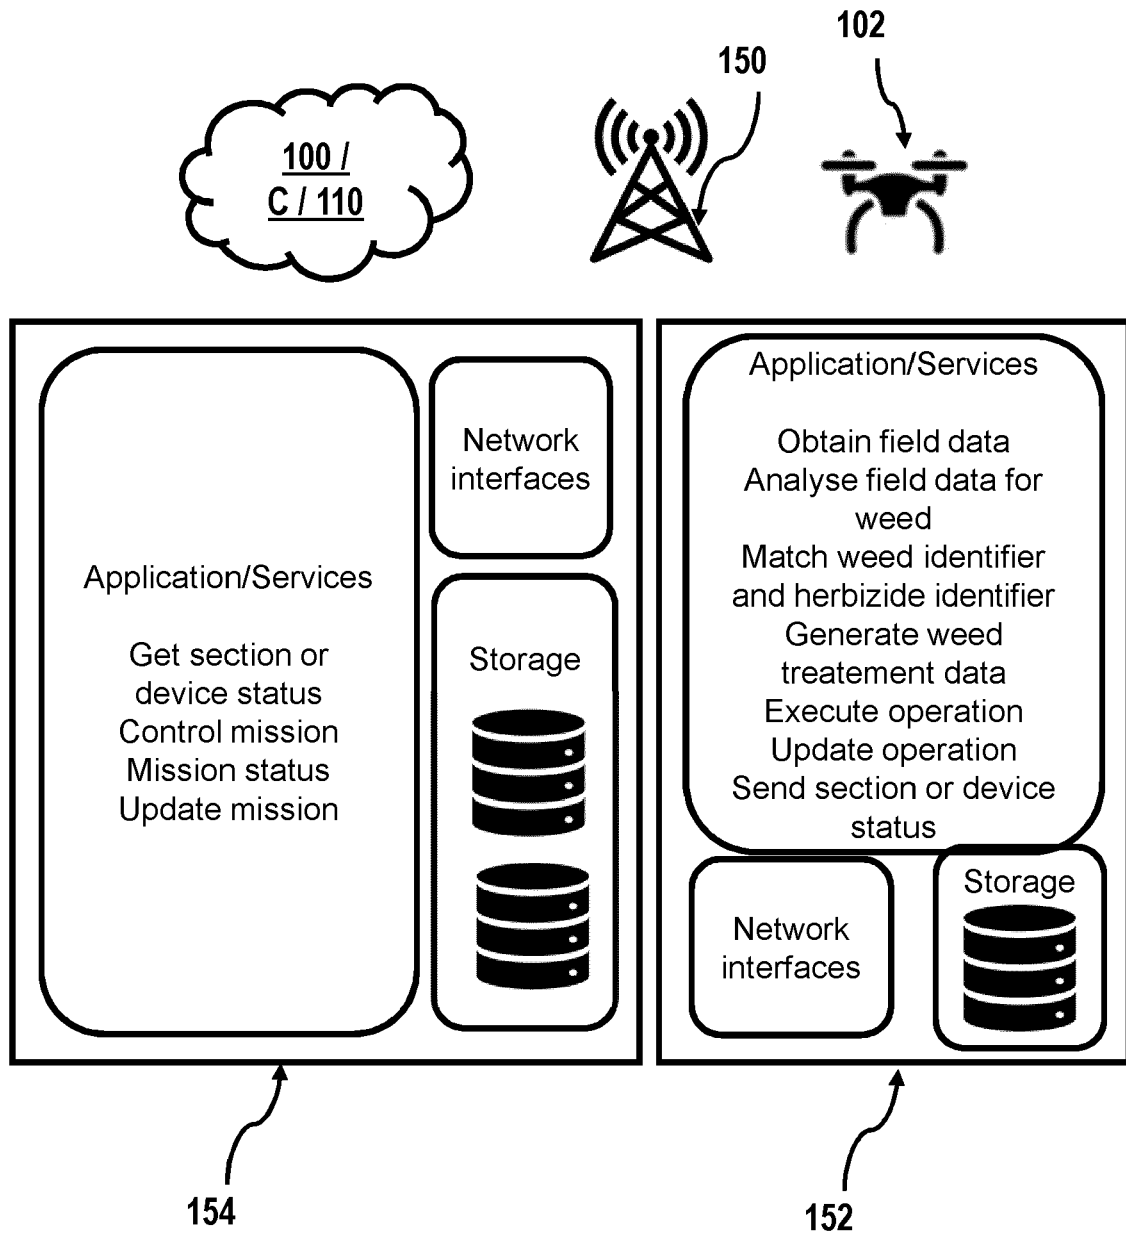 102
150
100 /
C / 110
Application/Services
Get section or
device status
Control mission
Mission status
Update mission
Network
interfaces
Storage
Application/Services
Obtain field data
Analyse field data for
weed
Match weed identifier
and herbizide identifier
Generate weed
treatement data
Execute operation
Update operation
Send section or device
status
Network
interfaces
Storage
154
152